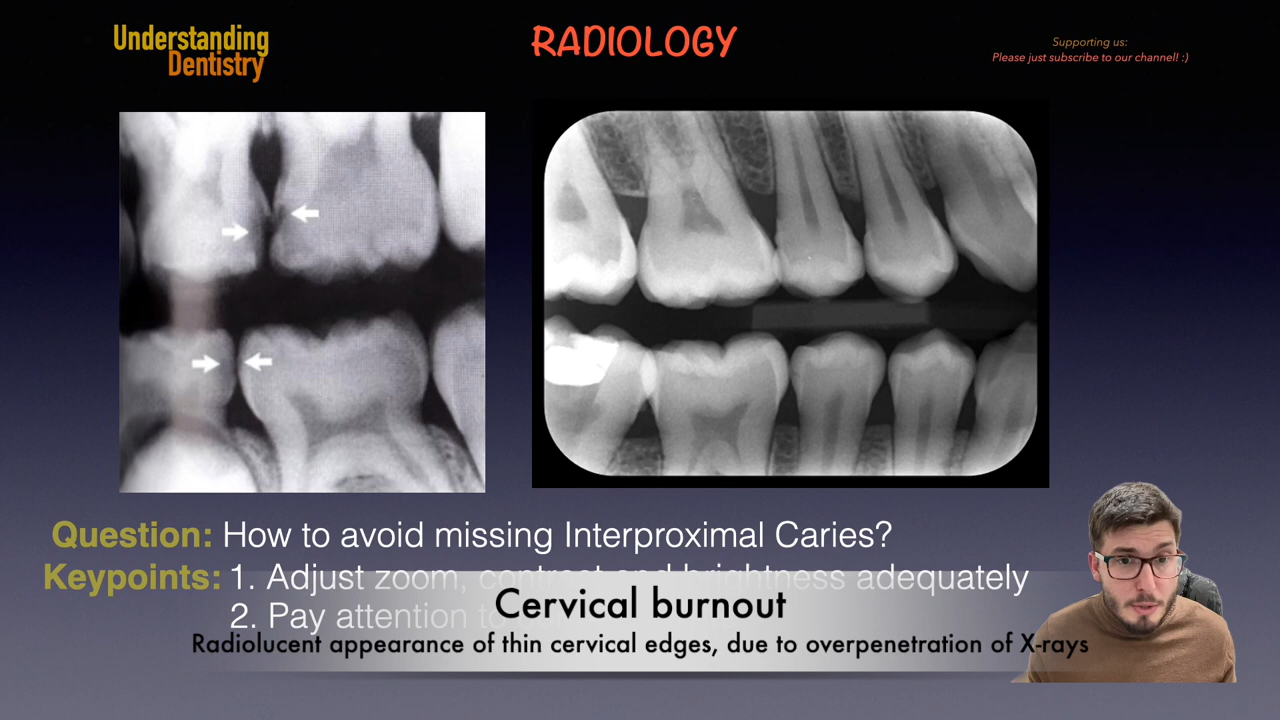 Understanding
Dentistry
RADIOLOGY
Supporting us:
Please just subscribe to our channel! :)
Question: How to avoid missing Interproximal Caries?
Keypoints: 1. Adjust zoom, contrast and brightness adequately
2. Pay attention to
Cervical burnout
Radiolucent appearance of thin cervical edges, due to overpenetration of X-rays